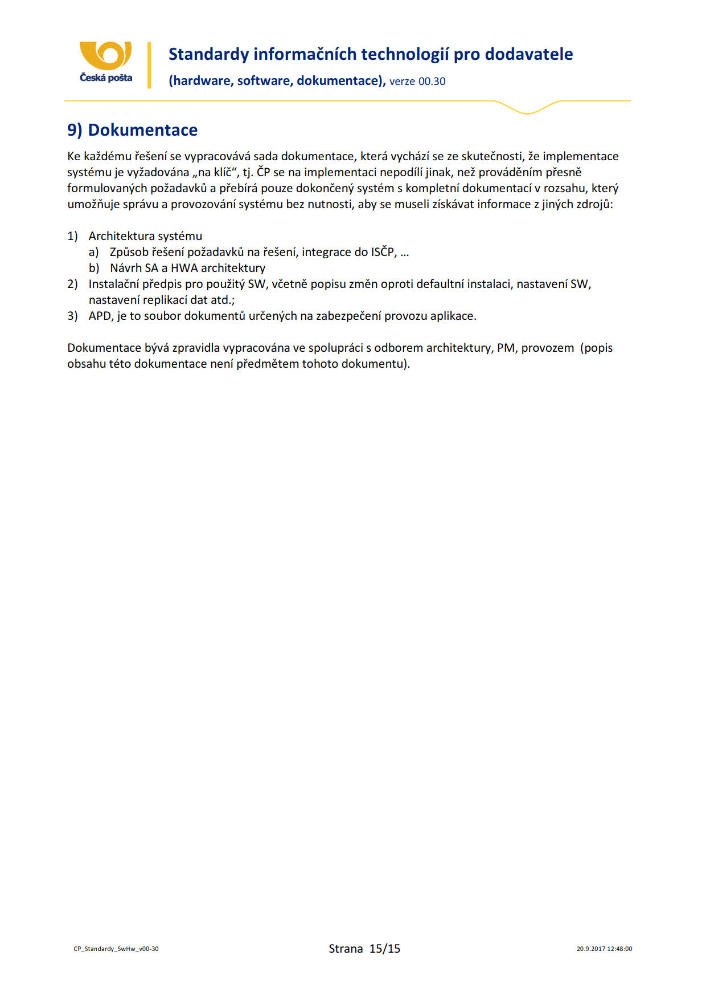 Česká pošta
Standardy informačních technologií pro dodavatele
(hardware, software, dokumentace), verze 00.30
9) Dokumentace
Ke každému řešení se vypracovává sada dokumentace, která vychází se ze skutečnosti, že implementace
systému je vyžadována „na klíč“, tj. ČP se na implementaci nepodílí jinak, než prováděním přesně
formulovaných požadavků a přebírá pouze dokončený systém s kompletní dokumentací v rozsahu, který
umožňuje správu a provozování systému bez nutnosti, aby se museli získávat informace z jiných zdrojů:
1) Architektura systému
a) Způsob řešení požadavků na řešení, integrace do ISČP, …
b) Návrh SA a HWA architektury
2) Instalační předpis pro použitý SW, včetně popisu změn oproti defaultní instalaci, nastavení SW,
nastavení replikací dat atd.;
3) APD, je to soubor dokumentů určených na zabezpečení provozu aplikace.
Dokumentace bývá zpravidla vypracována ve spolupráci s odborem architektury, PM, provozem (popis
obsahu této dokumentace není předmětem tohoto dokumentu).
CP_Standardy_SwHw_v00-30
Strana 15/15
20.9.2017 12:48:00